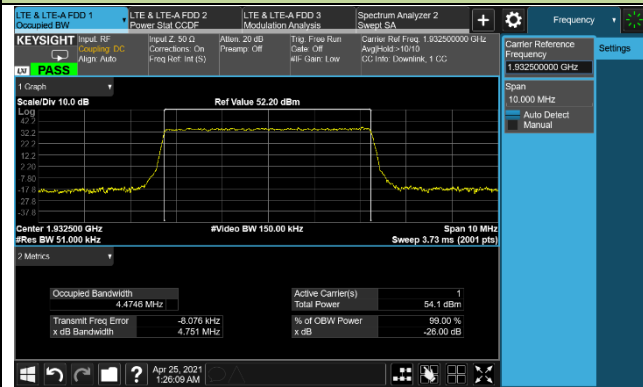 LTE & LTE-A FDD 1
Occupied BW
LTE & LTE-A FDD 2
Power Stat CCDF
LTE & LTE-A FDD 3
Modulation Analysis
Spectrum Analyzer 2
Swept SA
+
Frequency
KEYSIGHT
Input: RF
Coupling: DC
Align: Auto
Input Z: 50 Ω
Corrections: On
Freq Ref: Int (S)
Atten: 20 dB
Preamp: Off
Trig: Free Run
Gate: Off
#IF Gain: Low
Carrier Ref Freq: 1.932500000 GHz
Avg|Hold:>10/10
CC Info: Downlink, 1 CC
LXI
PASS
Carrier Reference
Frequency
1.932500000 GHz
Settings
Span
10.000 MHz
Auto Detect
Manual
1 Graph
Scale/Div 10.0 dB
Ref Value 52.20 dBm
Log
42.2
32.2
22.2
12.2
2.20
-7.80
-17.8
-27.8
-37.8
Center 1.932500 GHz
#Video BW 150.00 kHz
Span 10 MHz
#Res BW 51.000 kHz
Sweep 3.73 ms (2001 pts)
2 Metrics
Occupied Bandwidth
4.4746 MHz
Active Carrier(s) 1
Total Power 54.1 dBm
Transmit Freq Error -8.076 kHz
x dB Bandwidth 4.751 MHz
% of OBW Power 99.00 %
x dB -26.00 dB
?
Apr 25, 2021
1:26:09 AM